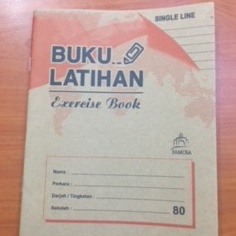 SINGLE LINE
BUKU..
LATIHAN
Exercise Book
Nama :
Perkara :
Darjah / Tingkatan :
Sekolah :
80